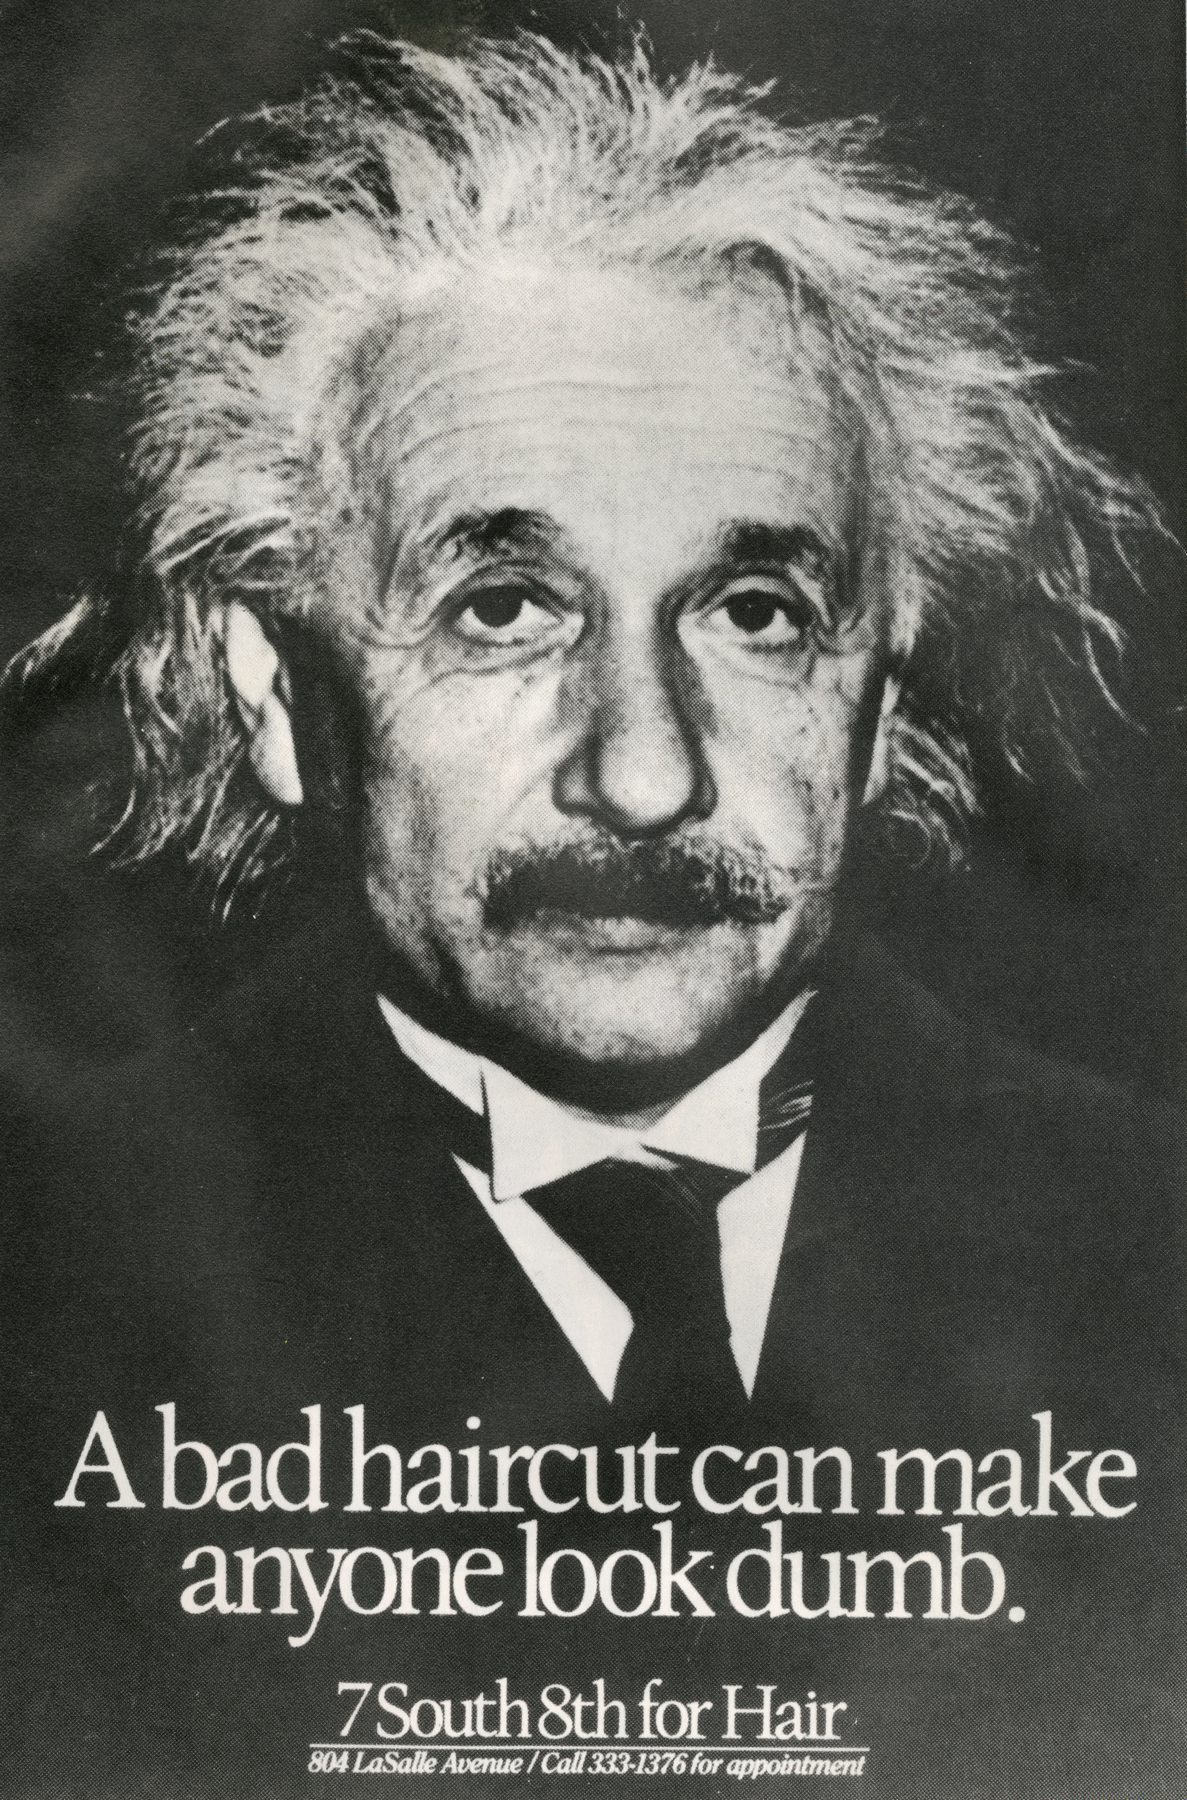 A bad haircut can make
anyone look dumb.
7 South 8th for Hair
804 LaSalle Avenue / Call 333-1376 for appointment